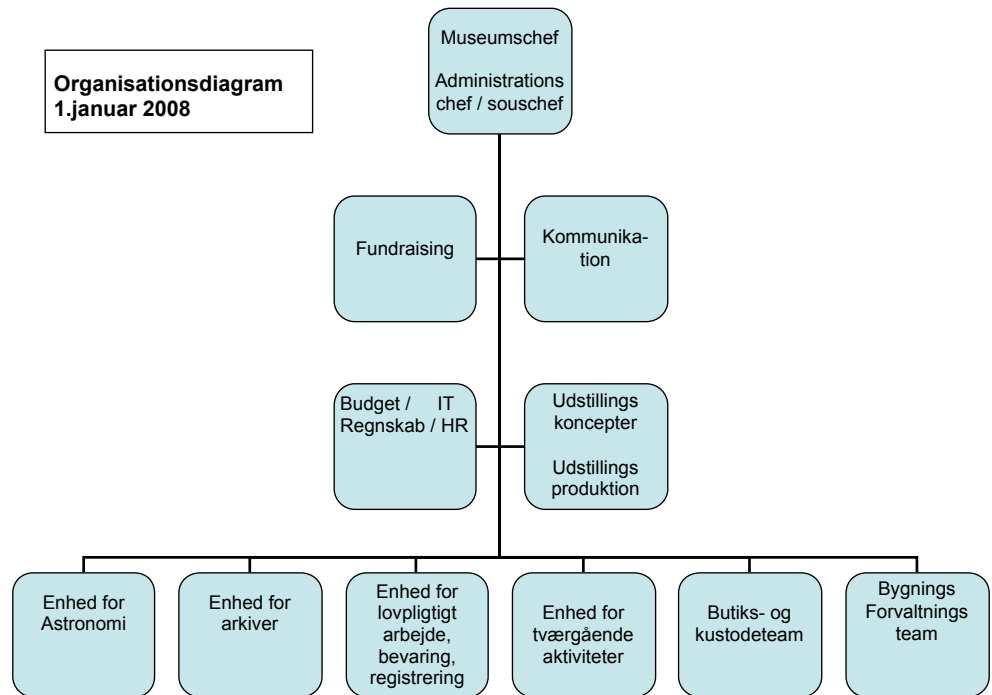 Organisationsdiagram
1.januar 2008
Museumschef
Administrations
chef / souschef
Fundraising
Kommunika-
tion
Budget / IT
Regnskab / HR
Udstillings
koncepter
Udstillings
produktion
Enhed for
Astronomi
Enhed for
arkiver
Enhed for
lovpligtigt
arbejde,
bevaring,
registrering
Enhed for
tværgående
aktiviteter
Butiks- og
kustodeteam
Bygnings
Forvaltnings
team